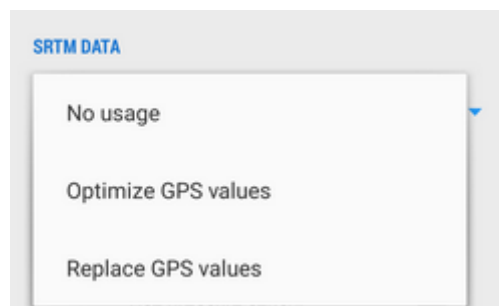 SRTM DATA
No usage
Optimize GPS values
Replace GPS values